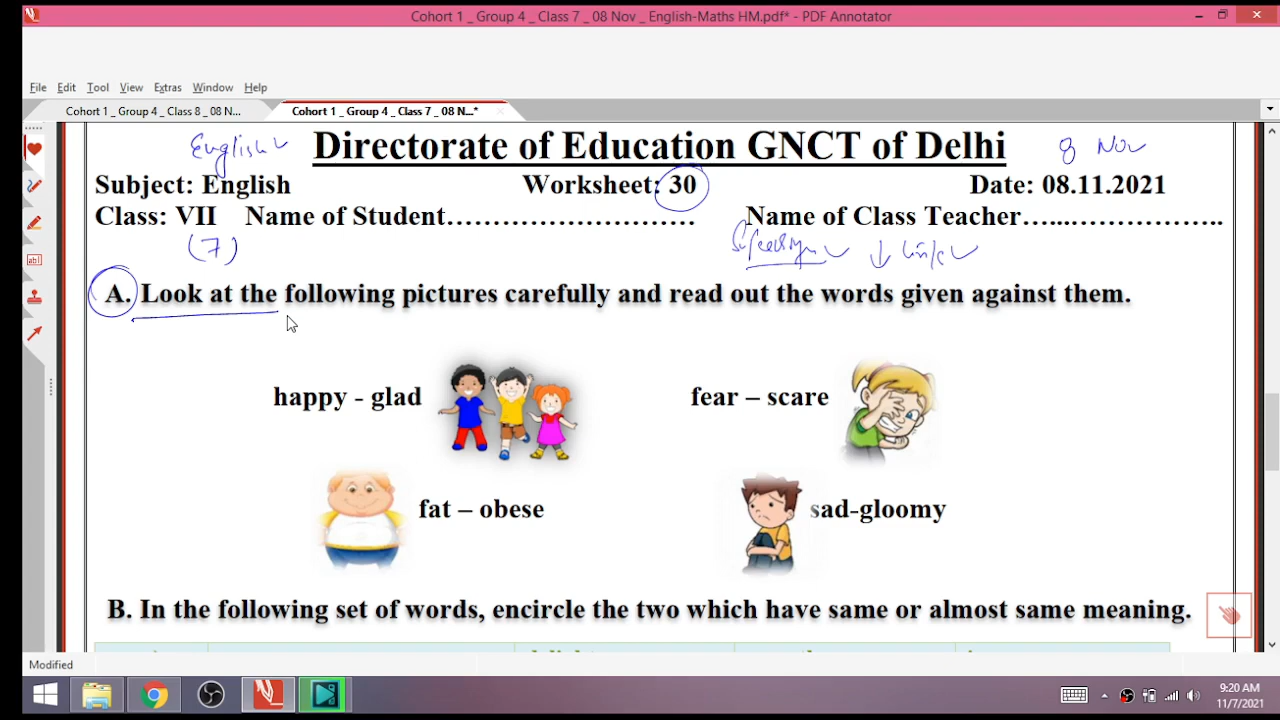 Cohort 1 _ Group 4 _ Class 7 _ 08 Nov _ English-Maths HM.pdf* - PDF Annotator
File Edit Tool View Extras Window Help
Cohort 1 _ Group 4 _ Class 8 _ 08 N... Cohort 1 _ Group 4 _ Class 7 _ 08 N...*
English Directorate of Education GNCT of Delhi 8 Nov
Subject: English Worksheet: 30 Date: 08.11.2021
Class: VII Name of Student……………………… Name of Class Teacher…...……………..
(7) ↓ link
A. Look at the following pictures carefully and read out the words given against them.
happy - glad fear – scare
fat – obese sad-gloomy
B. In the following set of words, encircle the two which have same or almost same meaning.
Modified
9:20 AM
11/7/2021